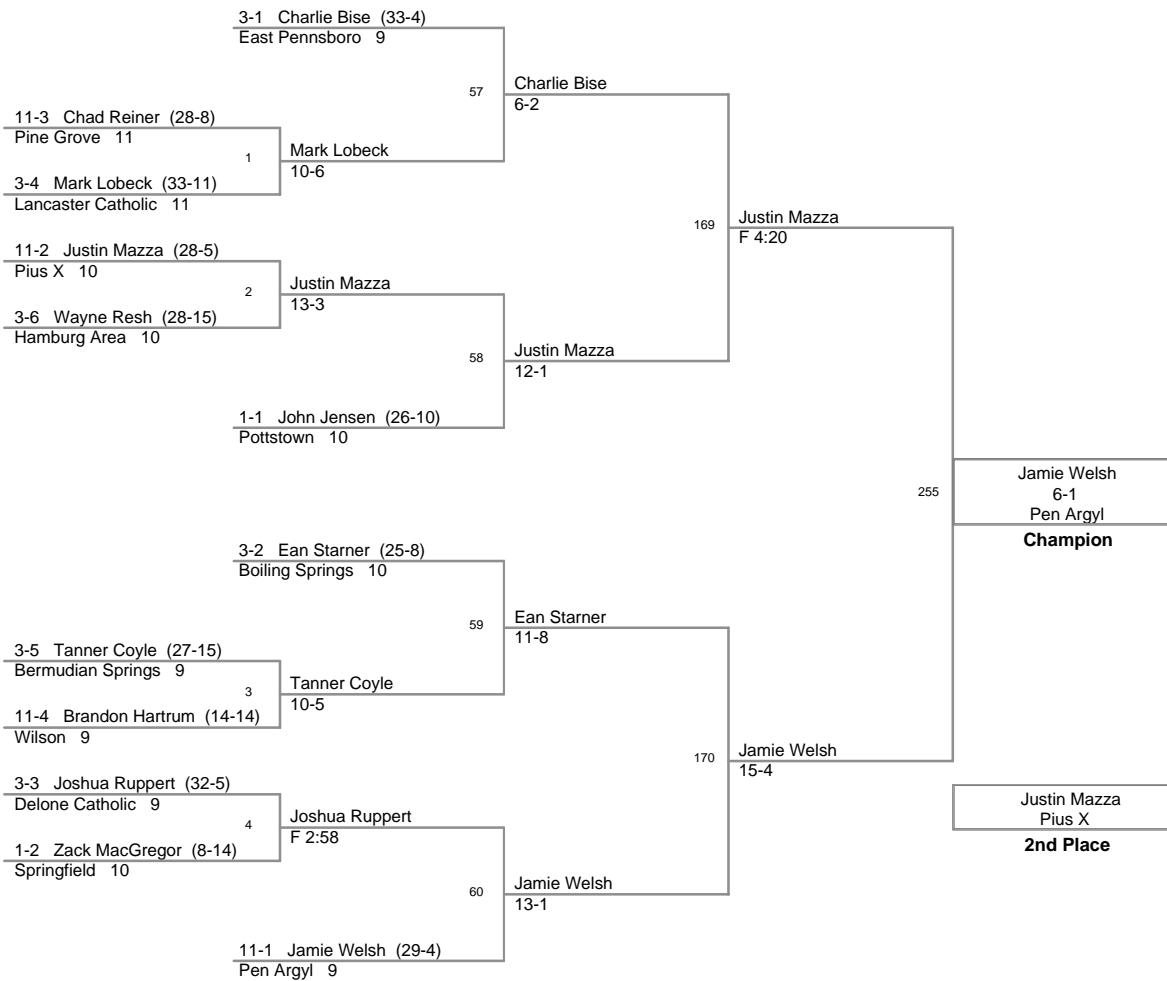 3-1 Charlie Bise (33-4)
East Pennsboro 9
57
Charlie Bise
6-2
11-3 Chad Reiner (28-8)
Pine Grove 11
1
Mark Lobeck
10-6
3-4 Mark Lobeck (33-11)
Lancaster Catholic 11
169
Justin Mazza
F 4:20
11-2 Justin Mazza (28-5)
Pius X 10
2
Justin Mazza
13-3
3-6 Wayne Resh (28-15)
Hamburg Area 10
58
Justin Mazza
12-1
1-1 John Jensen (26-10)
Pottstown 10
255
Jamie Welsh
6-1
Pen Argyl
Champion
3-2 Ean Starner (25-8)
Boiling Springs 10
59
Ean Starner
11-8
3-5 Tanner Coyle (27-15)
Bermudian Springs 9
3
Tanner Coyle
10-5
11-4 Brandon Hartrum (14-14)
Wilson 9
170
Jamie Welsh
15-4
3-3 Joshua Ruppert (32-5)
Delone Catholic 9
4
Joshua Ruppert
F 2:58
1-2 Zack MacGregor (8-14)
Springfield 10
60
Jamie Welsh
13-1
11-1 Jamie Welsh (29-4)
Pen Argyl 9
Justin Mazza
Pius X
2nd Place